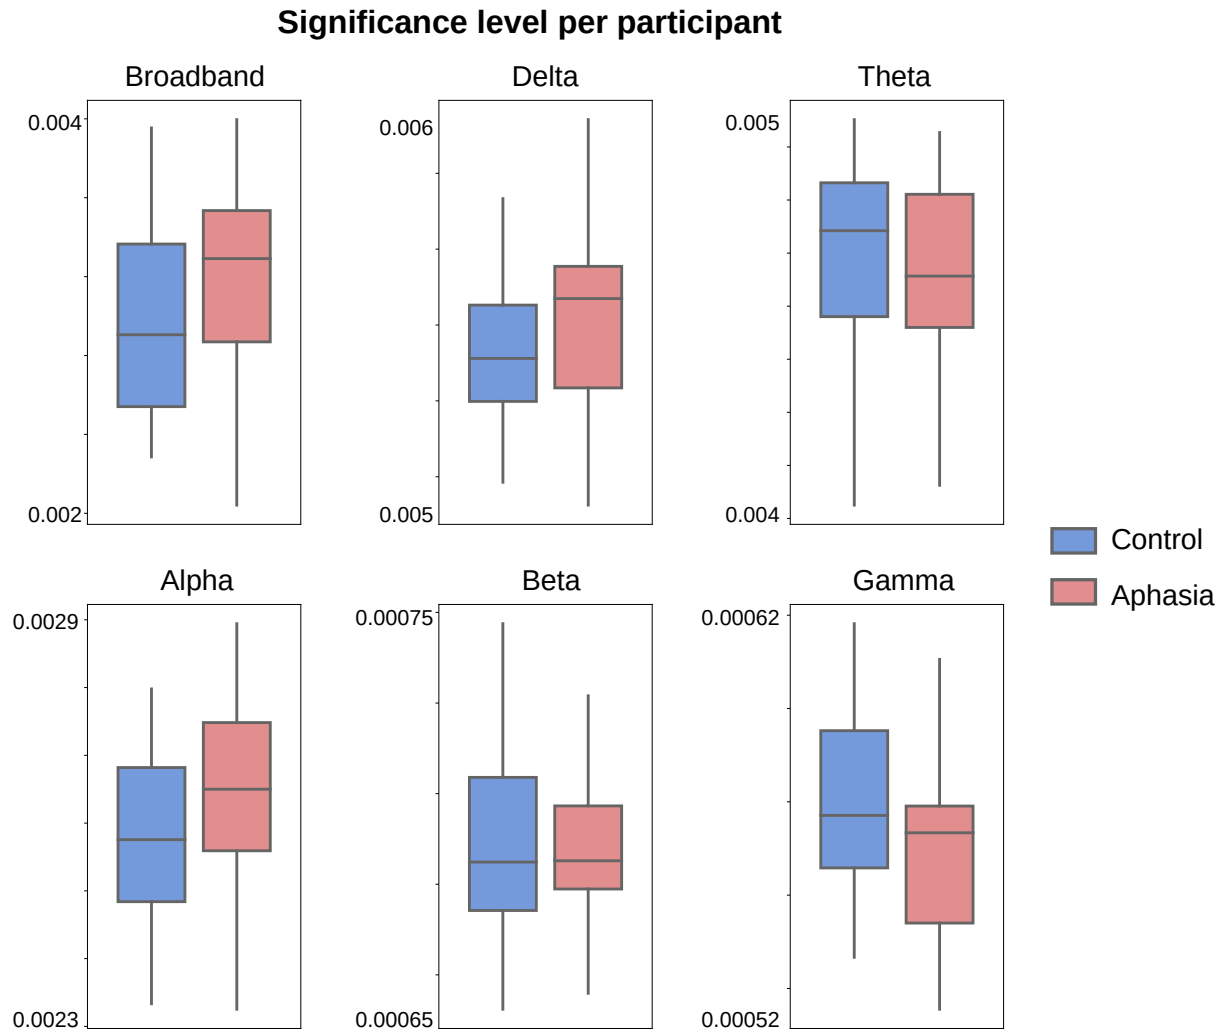 Significance level per participant
Broadband
0.004
0.002
Delta
0.006
0.005
Theta
0.005
0.004
Control
Aphasia
Alpha
0.0029
0.0023
Beta
0.00075
0.00065
Gamma
0.00062
0.00052